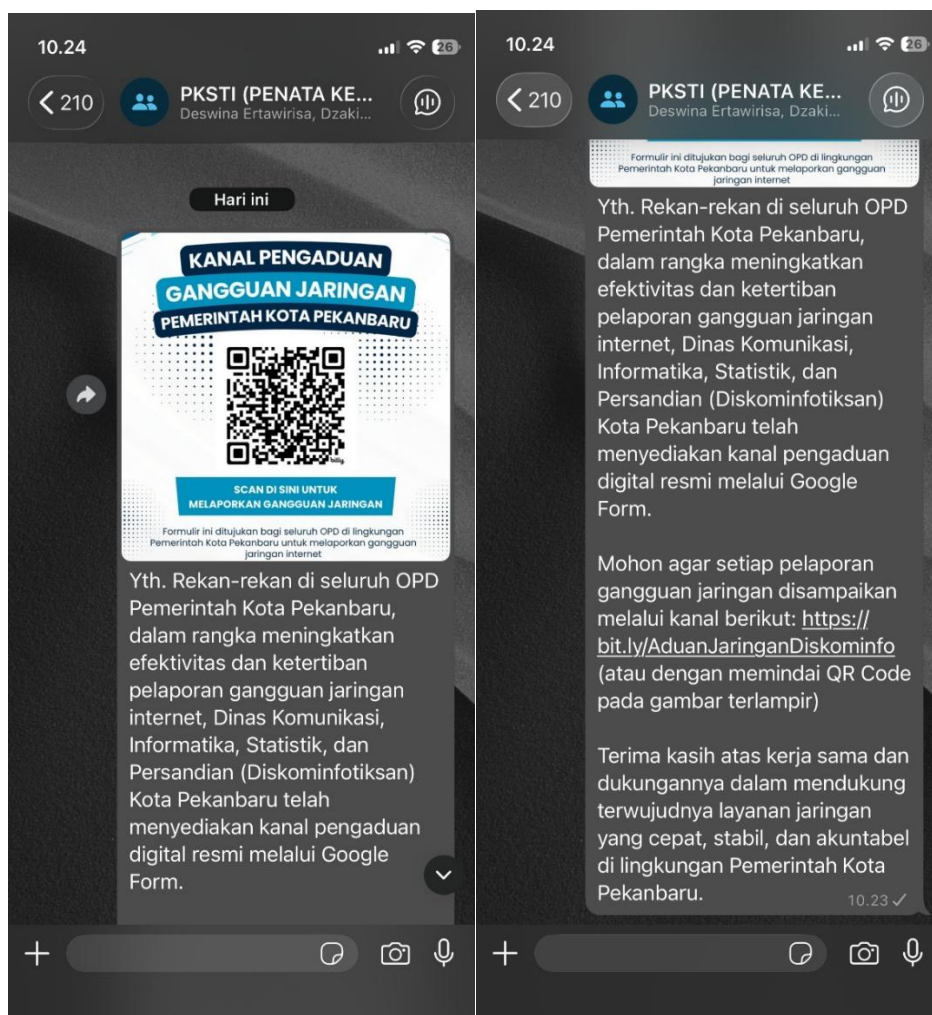 10.24
26
210
PKSTI (PENATA KE...
Deswina Ertawirisa, Dzaki...
Hari ini
KANAL PENGADUAN
GANGGUAN JARINGAN
PEMERINTAH KOTA PEKANBARU
bitly
SCAN DI SINI UNTUK
MELAPORKAN GANGGUAN JARINGAN
Formulir ini ditujukan bagi seluruh OPD di lingkungan
Pemerintah Kota Pekanbaru untuk melaporkan gangguan
jaringan internet
Yth. Rekan-rekan di seluruh OPD
Pemerintah Kota Pekanbaru,
dalam rangka meningkatkan
efektivitas dan ketertiban
pelaporan gangguan jaringan
internet, Dinas Komunikasi,
Informatika, Statistik, dan
Persandian (Diskominfotiksan)
Kota Pekanbaru telah
menyediakan kanal pengaduan
digital resmi melalui Google
Form.
10.24
26
210
PKSTI (PENATA KE...
Deswina Ertawirisa, Dzaki...
Formulir ini ditujukan bagi seluruh OPD di lingkungan
Pemerintah Kota Pekanbaru untuk melaporkan gangguan
jaringan internet
Yth. Rekan-rekan di seluruh OPD
Pemerintah Kota Pekanbaru,
dalam rangka meningkatkan
efektivitas dan ketertiban
pelaporan gangguan jaringan
internet, Dinas Komunikasi,
Informatika, Statistik, dan
Persandian (Diskominfotiksan)
Kota Pekanbaru telah
menyediakan kanal pengaduan
digital resmi melalui Google
Form.
Mohon agar setiap pelaporan
gangguan jaringan disampaikan
melalui kanal berikut: https://
bit.ly/AduanJaringanDiskominfo
(atau dengan memindai QR Code
pada gambar terlampir)
Terima kasih atas kerja sama dan
dukungannya dalam mendukung
terwujudnya layanan jaringan
yang cepat, stabil, dan akuntabel
di lingkungan Pemerintah Kota
Pekanbaru.
10.23